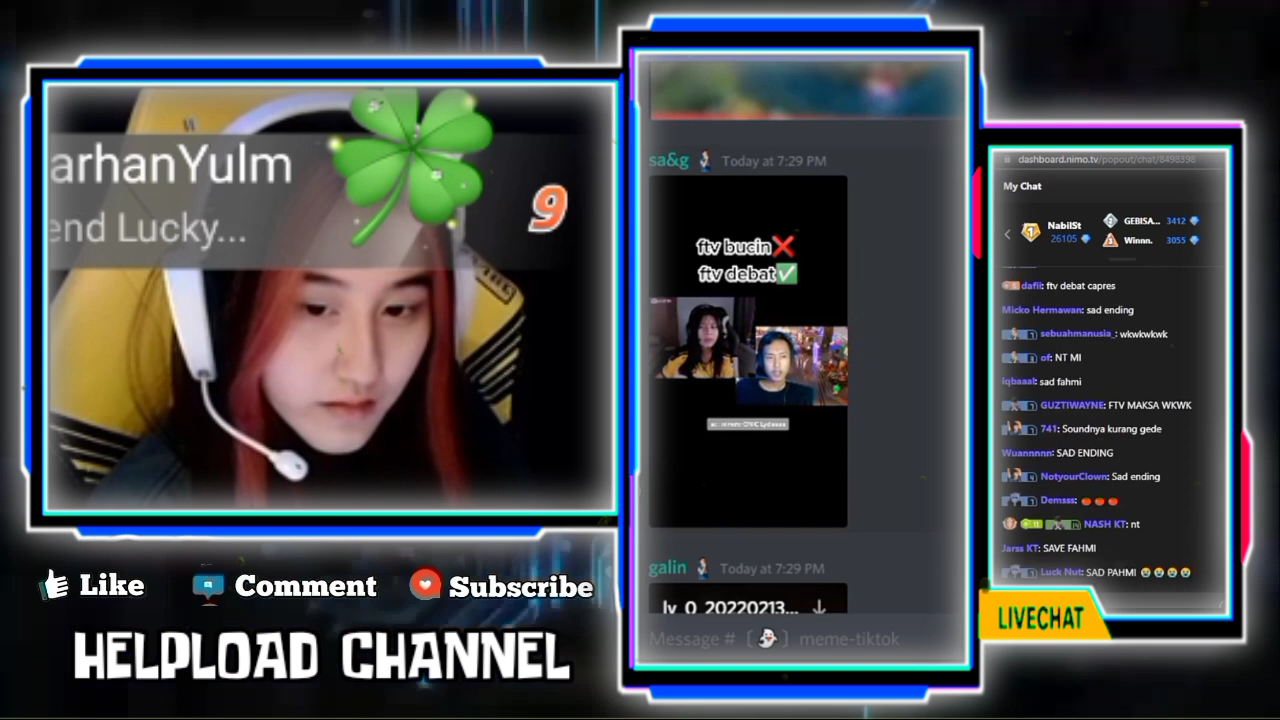 arhanYulm
end Lucky...
9
Like
Comment
Subscribe
HELPLOAD CHANNEL
sa&g Today at 7:29 PM
ftv bucin❌
ftv debat✅
galin Today at 7:29 PM
lv_0_20220213...
Message # 〔👻〕 meme-tiktok
dashboard.nimo.tv/popout/chat/8498398
My Chat
1 NabilSt 26105
2 GEBISA... 3412
3 Winnn. 3055
dafii: ftv debat capres
Micko Hermawan: sad ending
sebuahmanusia_: wkwkwkwk
of: NT MI
iqbaaal: sad fahmi
GUZTIWAYNE: FTV MAKSA WKWK
741: Soundnya kurang gede
Wuannnnn: SAD ENDING
NotyourClown: Sad ending
Demsss: 🍅 🍅 🍅
NASH KT: nt
Jarss KT: SAVE FAHMI
Luck Nut: SAD PAHMI 😭 😭 😭 😭
LIVECHAT